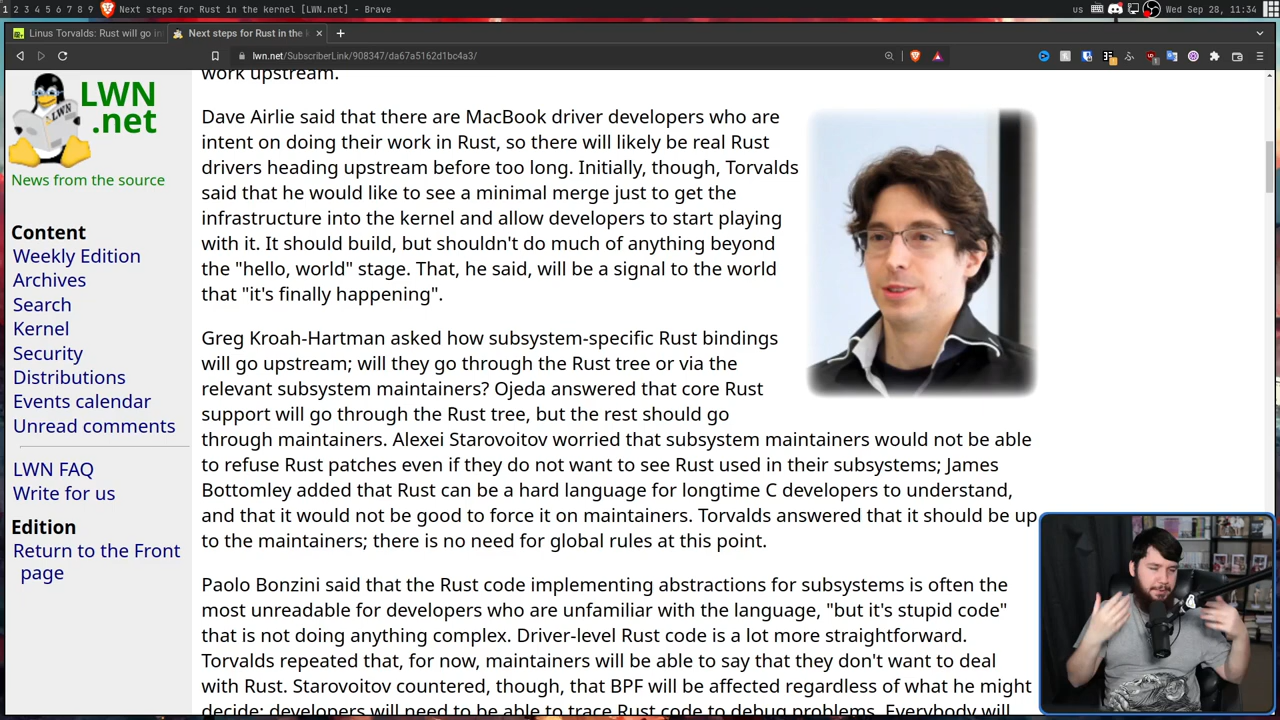 1 2 3 4 5 6 7 8 9 Next steps for Rust in the kernel [LWN.net] - Brave
us
Wed Sep 28, 11:34
Linus Torvalds: Rust will go in
Next steps for Rust in the k
lwn.net/SubscriberLink/908347/da67a5162d1bc4a3/
LWN
.net
News from the source
Content
Weekly Edition
Archives
Search
Kernel
Security
Distributions
Events calendar
Unread comments
LWN FAQ
Write for us
Edition
Return to the Front
page
work upstream.
Dave Airlie said that there are MacBook driver developers who are
intent on doing their work in Rust, so there will likely be real Rust
drivers heading upstream before too long. Initially, though, Torvalds
said that he would like to see a minimal merge just to get the
infrastructure into the kernel and allow developers to start playing
with it. It should build, but shouldn't do much of anything beyond
the "hello, world" stage. That, he said, will be a signal to the world
that "it's finally happening".
Greg Kroah-Hartman asked how subsystem-specific Rust bindings
will go upstream; will they go through the Rust tree or via the
relevant subsystem maintainers? Ojeda answered that core Rust
support will go through the Rust tree, but the rest should go
through maintainers. Alexei Starovoitov worried that subsystem maintainers would not be able
to refuse Rust patches even if they do not want to see Rust used in their subsystems; James
Bottomley added that Rust can be a hard language for longtime C developers to understand,
and that it would not be good to force it on maintainers. Torvalds answered that it should be up
to the maintainers; there is no need for global rules at this point.
Paolo Bonzini said that the Rust code implementing abstractions for subsystems is often the
most unreadable for developers who are unfamiliar with the language, "but it's stupid code"
that is not doing anything complex. Driver-level Rust code is a lot more straightforward.
Torvalds repeated that, for now, maintainers will be able to say that they don't want to deal
with Rust. Starovoitov countered, though, that BPF will be affected regardless of what he might
decide; developers will need to be able to trace Rust code to debug problems. Everybody will